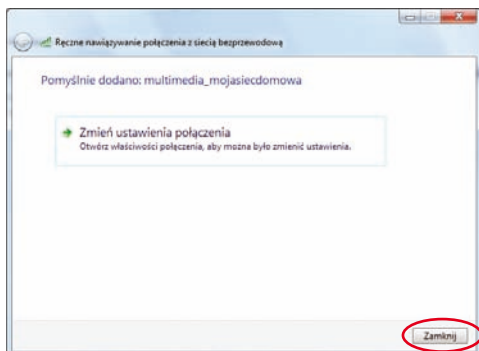 Ręczne nawiązywanie połączenia z siecią bezprzewodową
Pomyślnie dodano: multimedia_mojasiecdomowa
Zmień ustawienia połączenia
Otwórz właściwości połączenia, aby można było zmienić ustawienia.
Zamknij